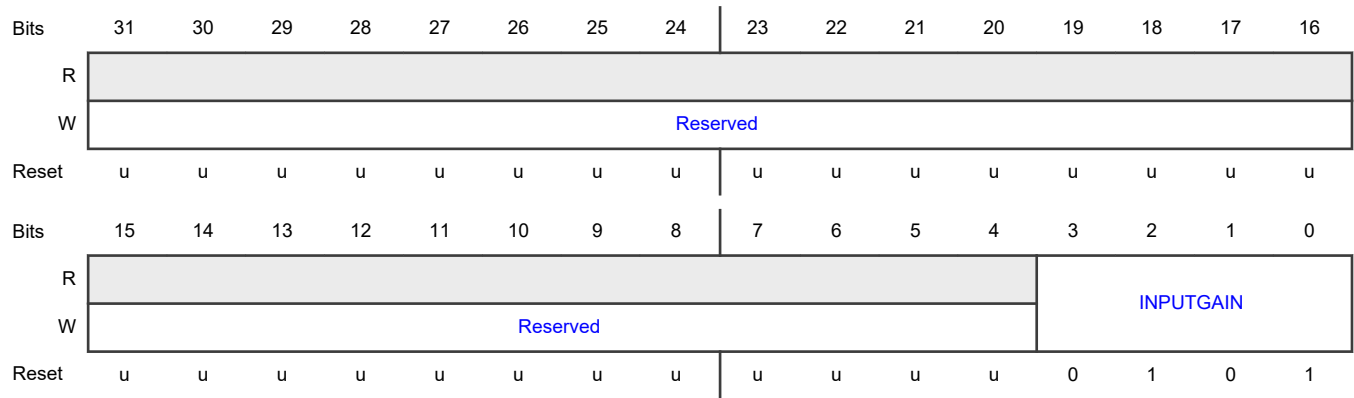 Bits 31 30 29 28 27 26 25 24 23 22 21 20 19 18 17 16
R
W Reserved
Reset u u u u u u u u u u u u u u u u
Bits 15 14 13 12 11 10 9 8 7 6 5 4 3 2 1 0
R
INPUTGAIN
W Reserved
Reset u u u u u u u u u u u u 0 1 0 1